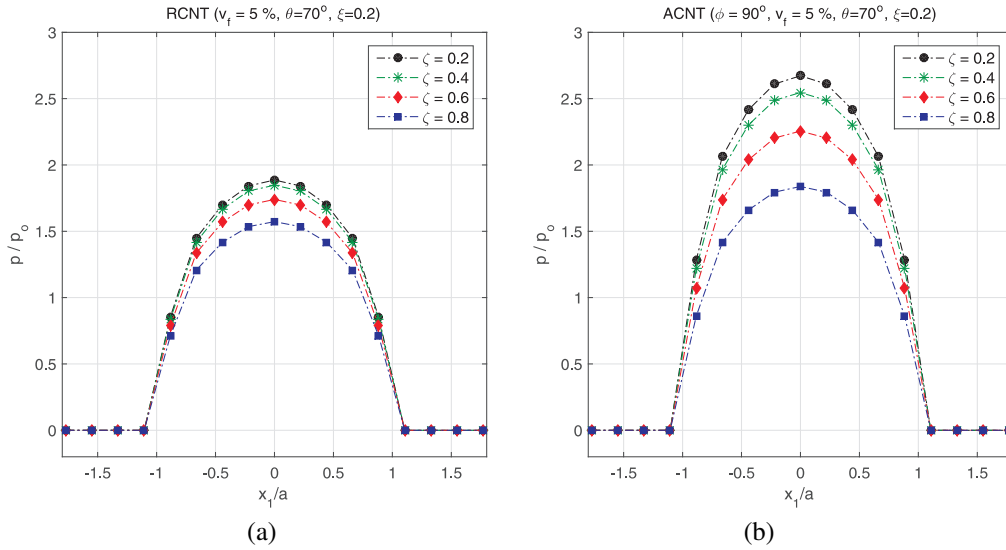 RCNT (v_f = 5 %, θ=70°, ξ=0.2)
3
2.5
2
1.5
1
0.5
0
p / p_o
-1.5 -1 -0.5 0 0.5 1 1.5
x_1/a
ζ = 0.2
ζ = 0.4
ζ = 0.6
ζ = 0.8
(a)
ACNT (ϕ = 90°, v_f = 5 %, θ=70°, ξ=0.2)
3
2.5
2
1.5
1
0.5
0
p / p_o
-1.5 -1 -0.5 0 0.5 1 1.5
x_1/a
ζ = 0.2
ζ = 0.4
ζ = 0.6
ζ = 0.8
(b)